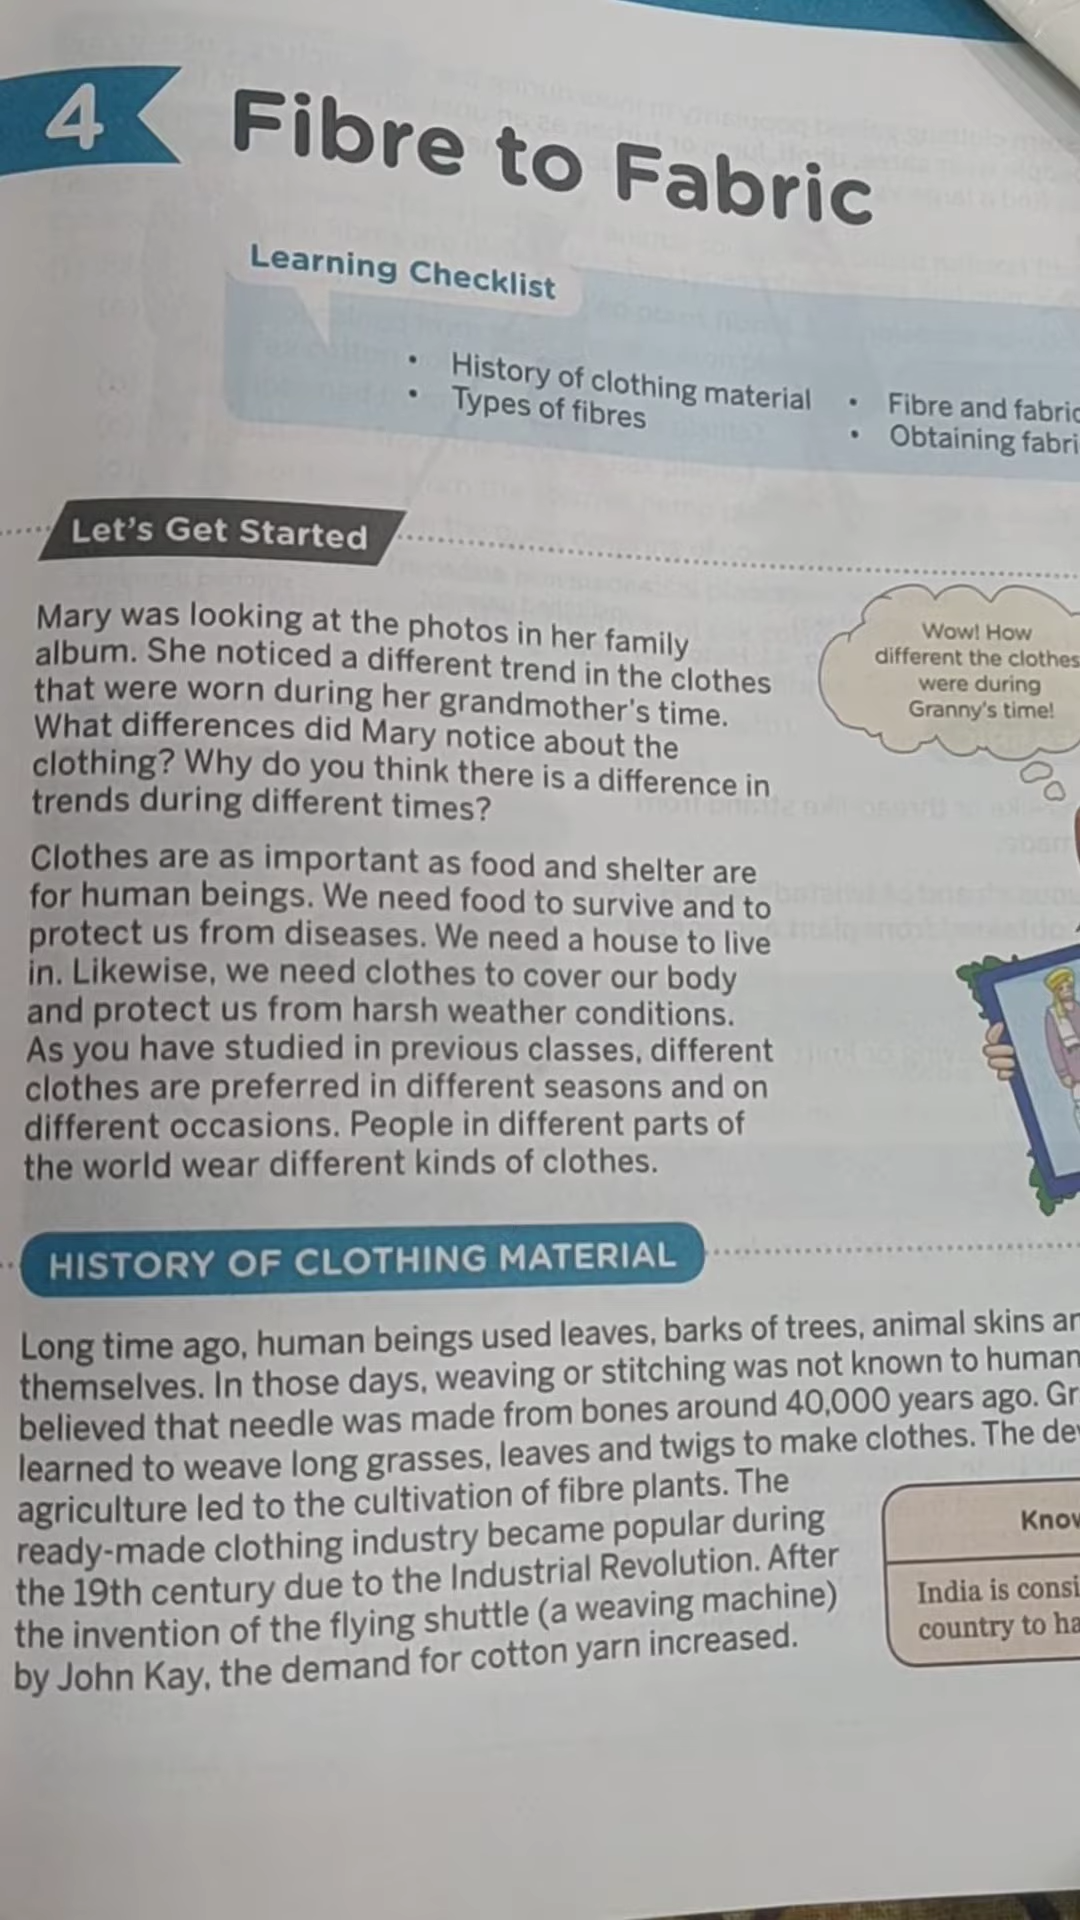 4
Fibre to Fabric
Learning Checklist
• History of clothing material
• Types of fibres
• Fibre and fabric
• Obtaining
Let's Get Started
Mary was looking at the photos in her family
album. She noticed a different trend in the clothes
that were worn during her grandmother's time.
What differences did Mary notice about the
clothing? Why do you think there is a difference in
trends during different times?
Wow! How
different the clothes
were during
Granny's time!
Clothes are as important as food and shelter are
for human beings. We need food to survive and to
protect us from diseases. We need a house to live
in. Likewise, we need clothes to cover our body
and protect us from harsh weather conditions.
As you have studied in previous classes, different
clothes are preferred in different seasons and on
different occasions. People in different parts of
the world wear different kinds of clothes.
HISTORY OF CLOTHING MATERIAL
Long time ago, human beings used leaves, barks of trees, animal skins
themselves. In those days, weaving or stitching was not known to human
believed that needle was made from bones around 40,000 years ago.
learned to weave long grasses, leaves and twigs to make clothes. The
agriculture led to the cultivation of fibre plants. The
ready-made clothing industry became popular during
the 19th century due to the Industrial Revolution. After
the invention of the flying shuttle (a weaving machine)
by John Kay, the demand for cotton yarn increased.
India is
country to